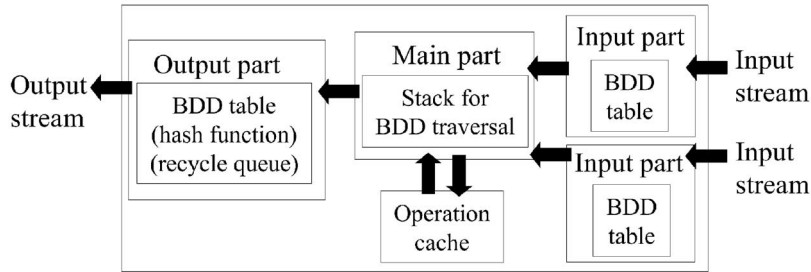 Output
stream
Output part
BDD table
(hash function)
(recycle queue)
Main part
Stack for
BDD traversal
Operation
cache
Input part
BDD
table
Input
stream
Input part
BDD
table
Input
stream